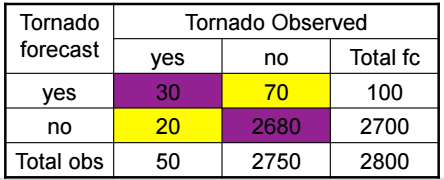 Tornado forecast Tornado Observed
yes no Total fc
yes 30 70 100
no 20 2680 2700
Total obs 50 2750 2800